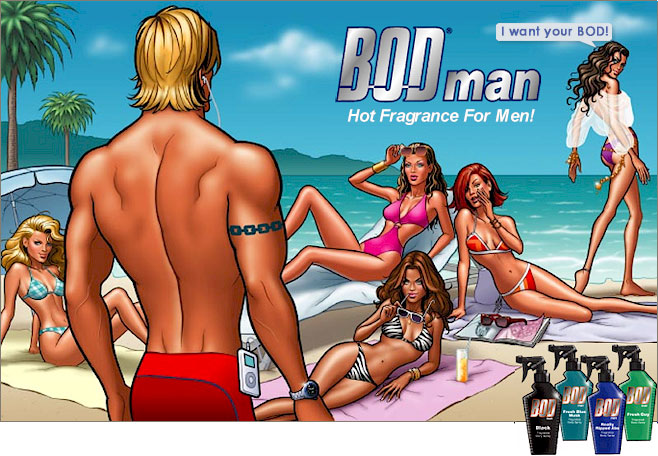 I want your BOD!
BOD® man
Hot Fragrance For Men!
BOD
Black
BOD
Fresh Blue
Musk
BOD
Really
Ripped Abs
BOD
Fresh Guy